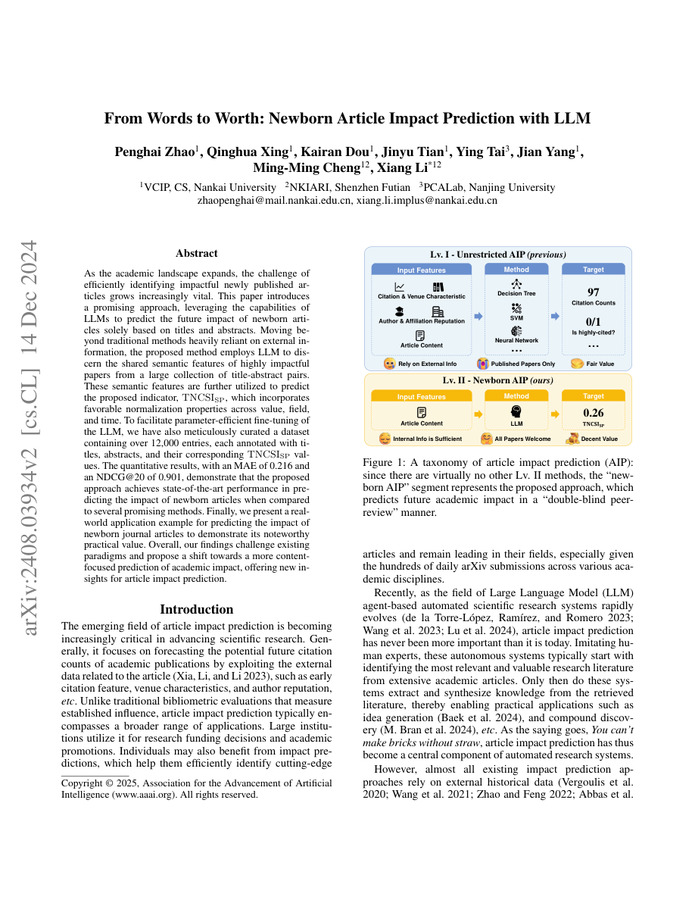 From Words to Worth: Newborn Article Impact Prediction with LLM
Penghai Zhao1, Qinghua Xing1, Kairan Dou1, Jinyu Tian1, Ying Tai3, Jian Yang1,
Ming-Ming Cheng12, Xiang Li*12
1VCIP, CS, Nankai University 2NKIARI, Shenzhen Futian 3PCALab, Nanjing University
zhaopenghai@mail.nankai.edu.cn, xiang.li.implus@nankai.edu.cn
arXiv:2408.03934v2 [cs.CL] 14 Dec 2024
Abstract
As the academic landscape expands, the challenge of
efficiently identifying impactful newly published ar-
ticles grows increasingly vital. This paper introduces
a promising approach, leveraging the capabilities of
LLMs to predict the future impact of newborn arti-
cles solely based on titles and abstracts. Moving be-
yond traditional methods heavily relying on external in-
formation, the proposed method employs LLM to dis-
cern the shared semantic features of highly impactful
papers from a large collection of title-abstract pairs.
These semantic features are further utilized to predict
the proposed indicator, TNCSISP, which incorporates
favorable normalization properties across value, field,
and time. To facilitate parameter-efficient fine-tuning of
the LLM, we have also meticulously curated a dataset
containing over 12,000 entries, each annotated with ti-
tles, abstracts, and their corresponding TNCSISP val-
ues. The quantitative results, with an MAE of 0.216 and
an NDCG@20 of 0.901, demonstrate that the proposed
approach achieves state-of-the-art performance in pre-
dicting the impact of newborn articles when compared
to several promising methods. Finally, we present a real-
world application example for predicting the impact of
newborn journal articles to demonstrate its noteworthy
practical value. Overall, our findings challenge existing
paradigms and propose a shift towards a more content-
focused prediction of academic impact, offering new in-
sights for article impact prediction.
Introduction
The emerging field of article impact prediction is becoming
increasingly critical in advancing scientific research. Gen-
erally, it focuses on forecasting the potential future citation
counts of academic publications by exploiting the external
data related to the article (Xia, Li, and Li 2023), such as early
citation feature, venue characteristics, and author reputation,
etc. Unlike traditional bibliometric evaluations that measure
established influence, article impact prediction typically en-
compasses a broader range of applications. Large institu-
tions utilize it for research funding decisions and academic
promotions. Individuals may also benefit from impact pre-
dictions, which help them efficiently identify cutting-edge
Copyright © 2025, Association for the Advancement of Artificial
Intelligence (www.aaai.org). All rights reserved.
Lv. I - Unrestricted AIP (previous)
Input Features
Method
Target
Citation & Venue Characteristic
Author & Affiliation Reputation
Article Content
Decision Tree
SVM
Neural Network
...
97
Citation Counts
0/1
Is highly-cited?
...
Rely on External Info
Published Papers Only
Fair Value
Lv. II - Newborn AIP (ours)
Input Features
Method
Target
Article Content
LLM
0.26
TNCSISP
Internal Info is Sufficient
All Papers Welcome
Decent Value
Figure 1: A taxonomy of article impact prediction (AIP):
since there are virtually no other Lv. II methods, the “new-
born AIP” segment represents the proposed approach, which
predicts future academic impact in a “double-blind peer-
review” manner.
articles and remain leading in their fields, especially given
the hundreds of daily arXiv submissions across various aca-
demic disciplines.
Recently, as the field of Large Language Model (LLM)
agent-based automated scientific research systems rapidly
evolves (de la Torre-López, Ramírez, and Romero 2023;
Wang et al. 2023; Lu et al. 2024), article impact prediction
has never been more important than it is today. Imitating hu-
man experts, these autonomous systems typically start with
identifying the most relevant and valuable research literature
from extensive academic articles. Only then do these sys-
tems extract and synthesize knowledge from the retrieved
literature, thereby enabling practical applications such as
idea generation (Baek et al. 2024), and compound discov-
ery (M. Bran et al. 2024), etc. As the saying goes, You can't
make bricks without straw, article impact prediction has thus
become a central component of automated research systems.
However, almost all existing impact prediction ap-
proaches rely on external historical data (Vergoulis et al.
2020; Wang et al. 2021; Zhao and Feng 2022; Abbas et al.